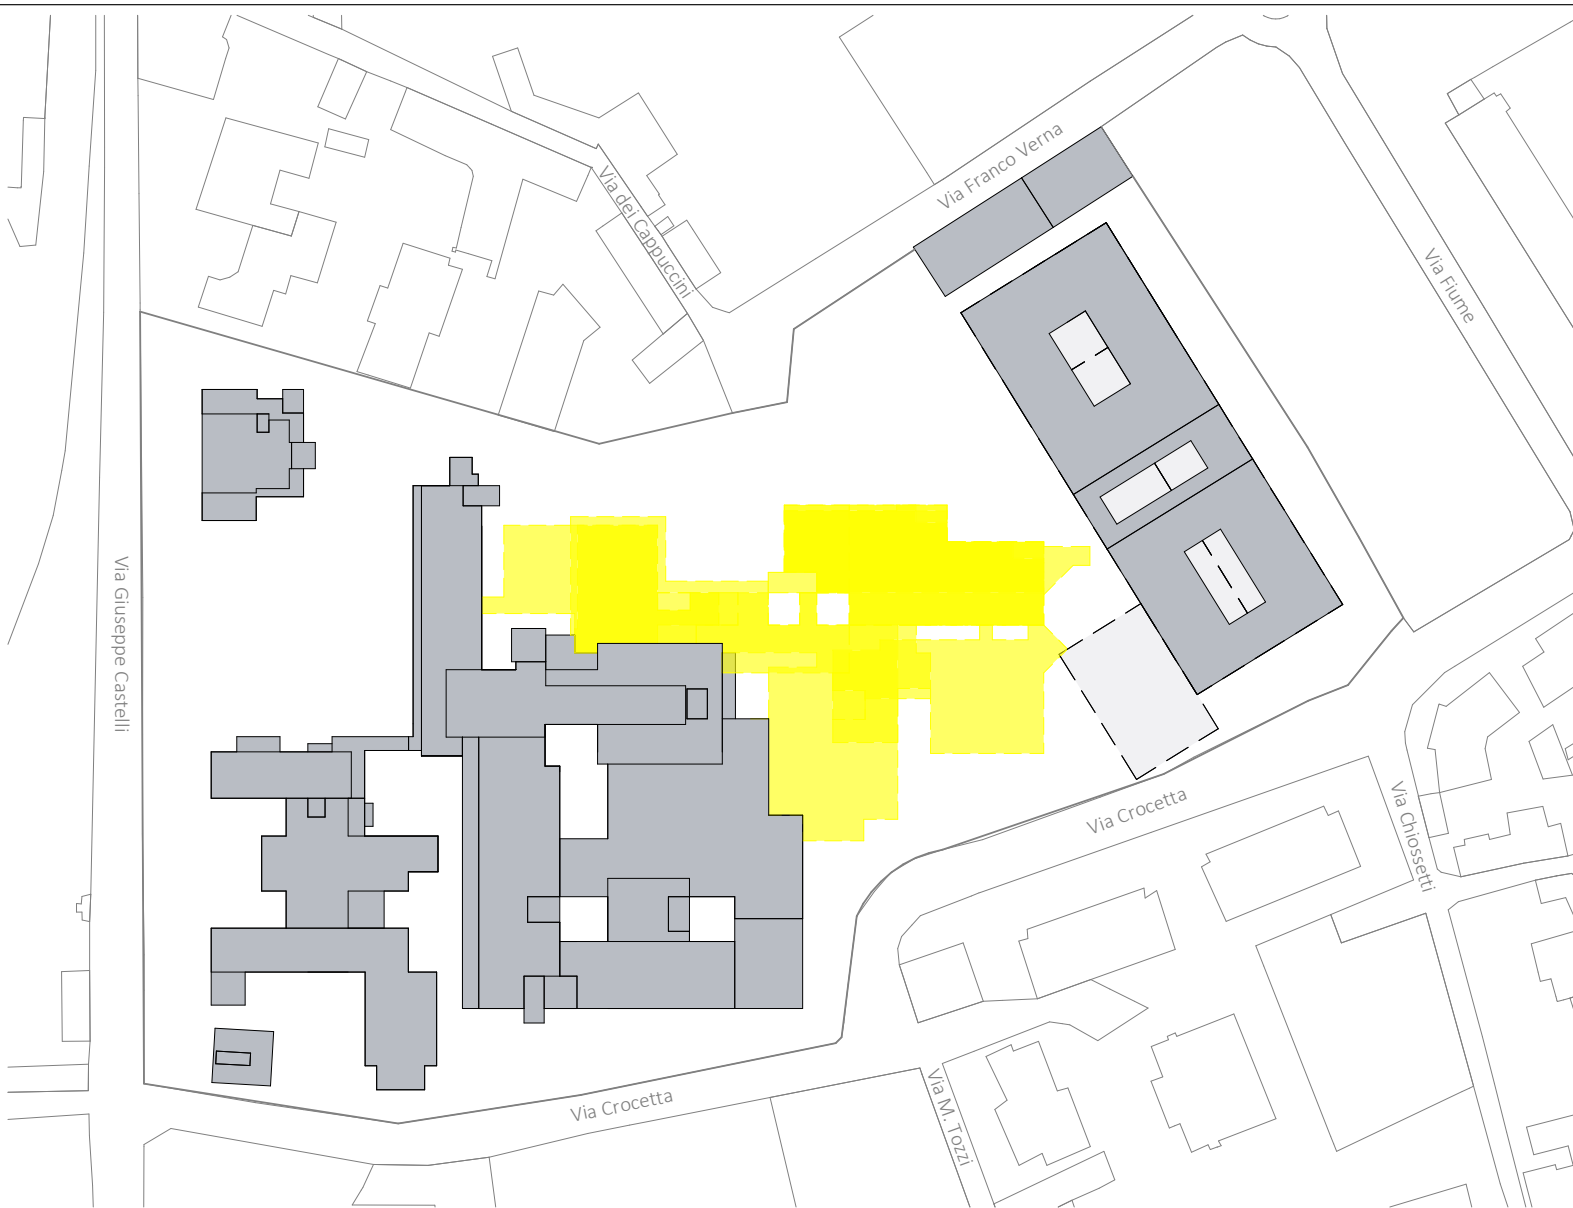 Via Franco Verna
Via dei Cappuccini
Via Fiume
Via Giuseppe Castelli
Via Crocetta
Via Chiossetti
Via Crocetta
Via M. Tozzi